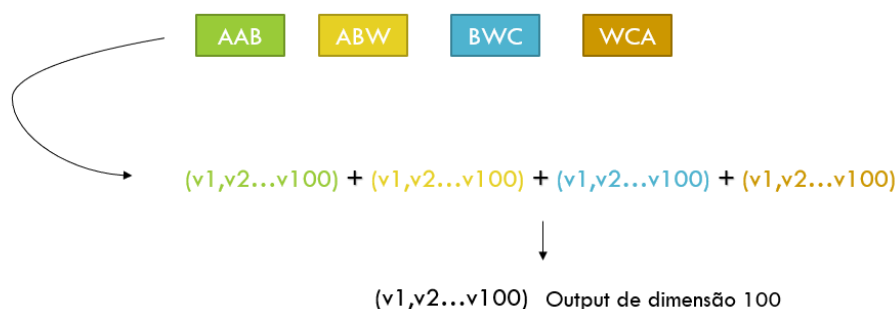 AAB ABW BWC WCA
(v1,v2...v100) + (v1,v2...v100) + (v1,v2...v100) + (v1,v2...v100)
(v1,v2...v100) Output de dimensão 100